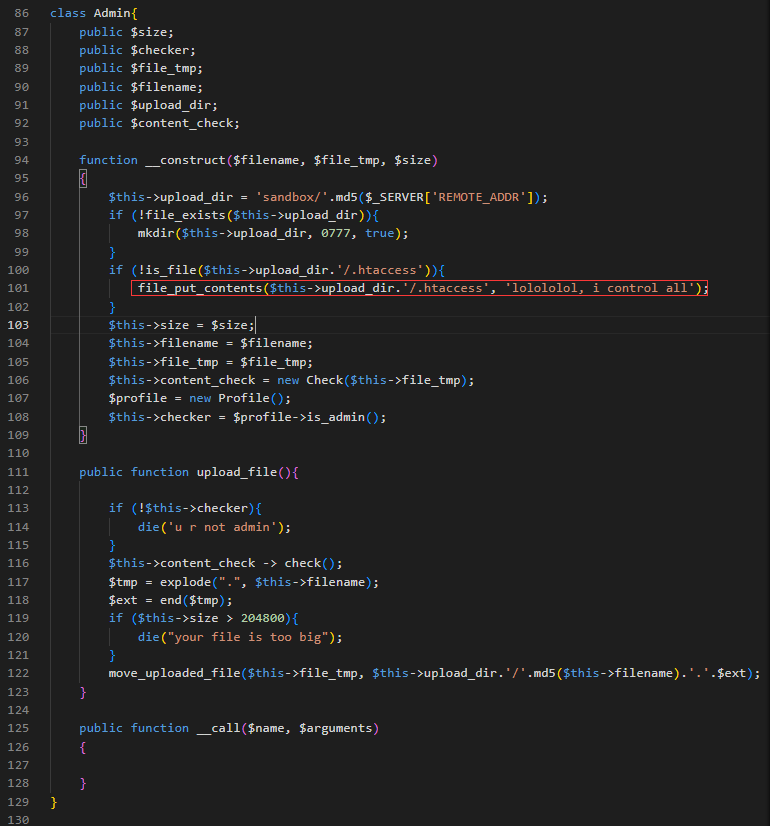 86 class Admin{
87     public $size;
88     public $checker;
89     public $file_tmp;
90     public $filename;
91     public $upload_dir;
92     public $content_check;
93
94     function __construct($filename, $file_tmp, $size)
95     {
96         $this->upload_dir = 'sandbox/'.md5($_SERVER['REMOTE_ADDR']);
97         if (!file_exists($this->upload_dir)){
98             mkdir($this->upload_dir, 0777, true);
99         }
100         if (!is_file($this->upload_dir.'/.htaccess')){
101             file_put_contents($this->upload_dir.'/.htaccess', 'lolololol, i control all');
102         }
103         $this->size = $size;
104         $this->filename = $filename;
105         $this->file_tmp = $file_tmp;
106         $this->content_check = new Check($this->file_tmp);
107         $profile = new Profile();
108         $this->checker = $profile->is_admin();
109     }
110
111     public function upload_file(){
112
113         if (!$this->checker){
114             die('u r not admin');
115         }
116         $this->content_check -> check();
117         $tmp = explode(".", $this->filename);
118         $ext = end($tmp);
119         if ($this->size > 204800){
120             die("your file is too big");
121         }
122         move_uploaded_file($this->file_tmp, $this->upload_dir.'/'.md5($this->filename).'.'.$ext);
123     }
124
125     public function __call($name, $arguments)
126     {
127
128     }
129 }
130